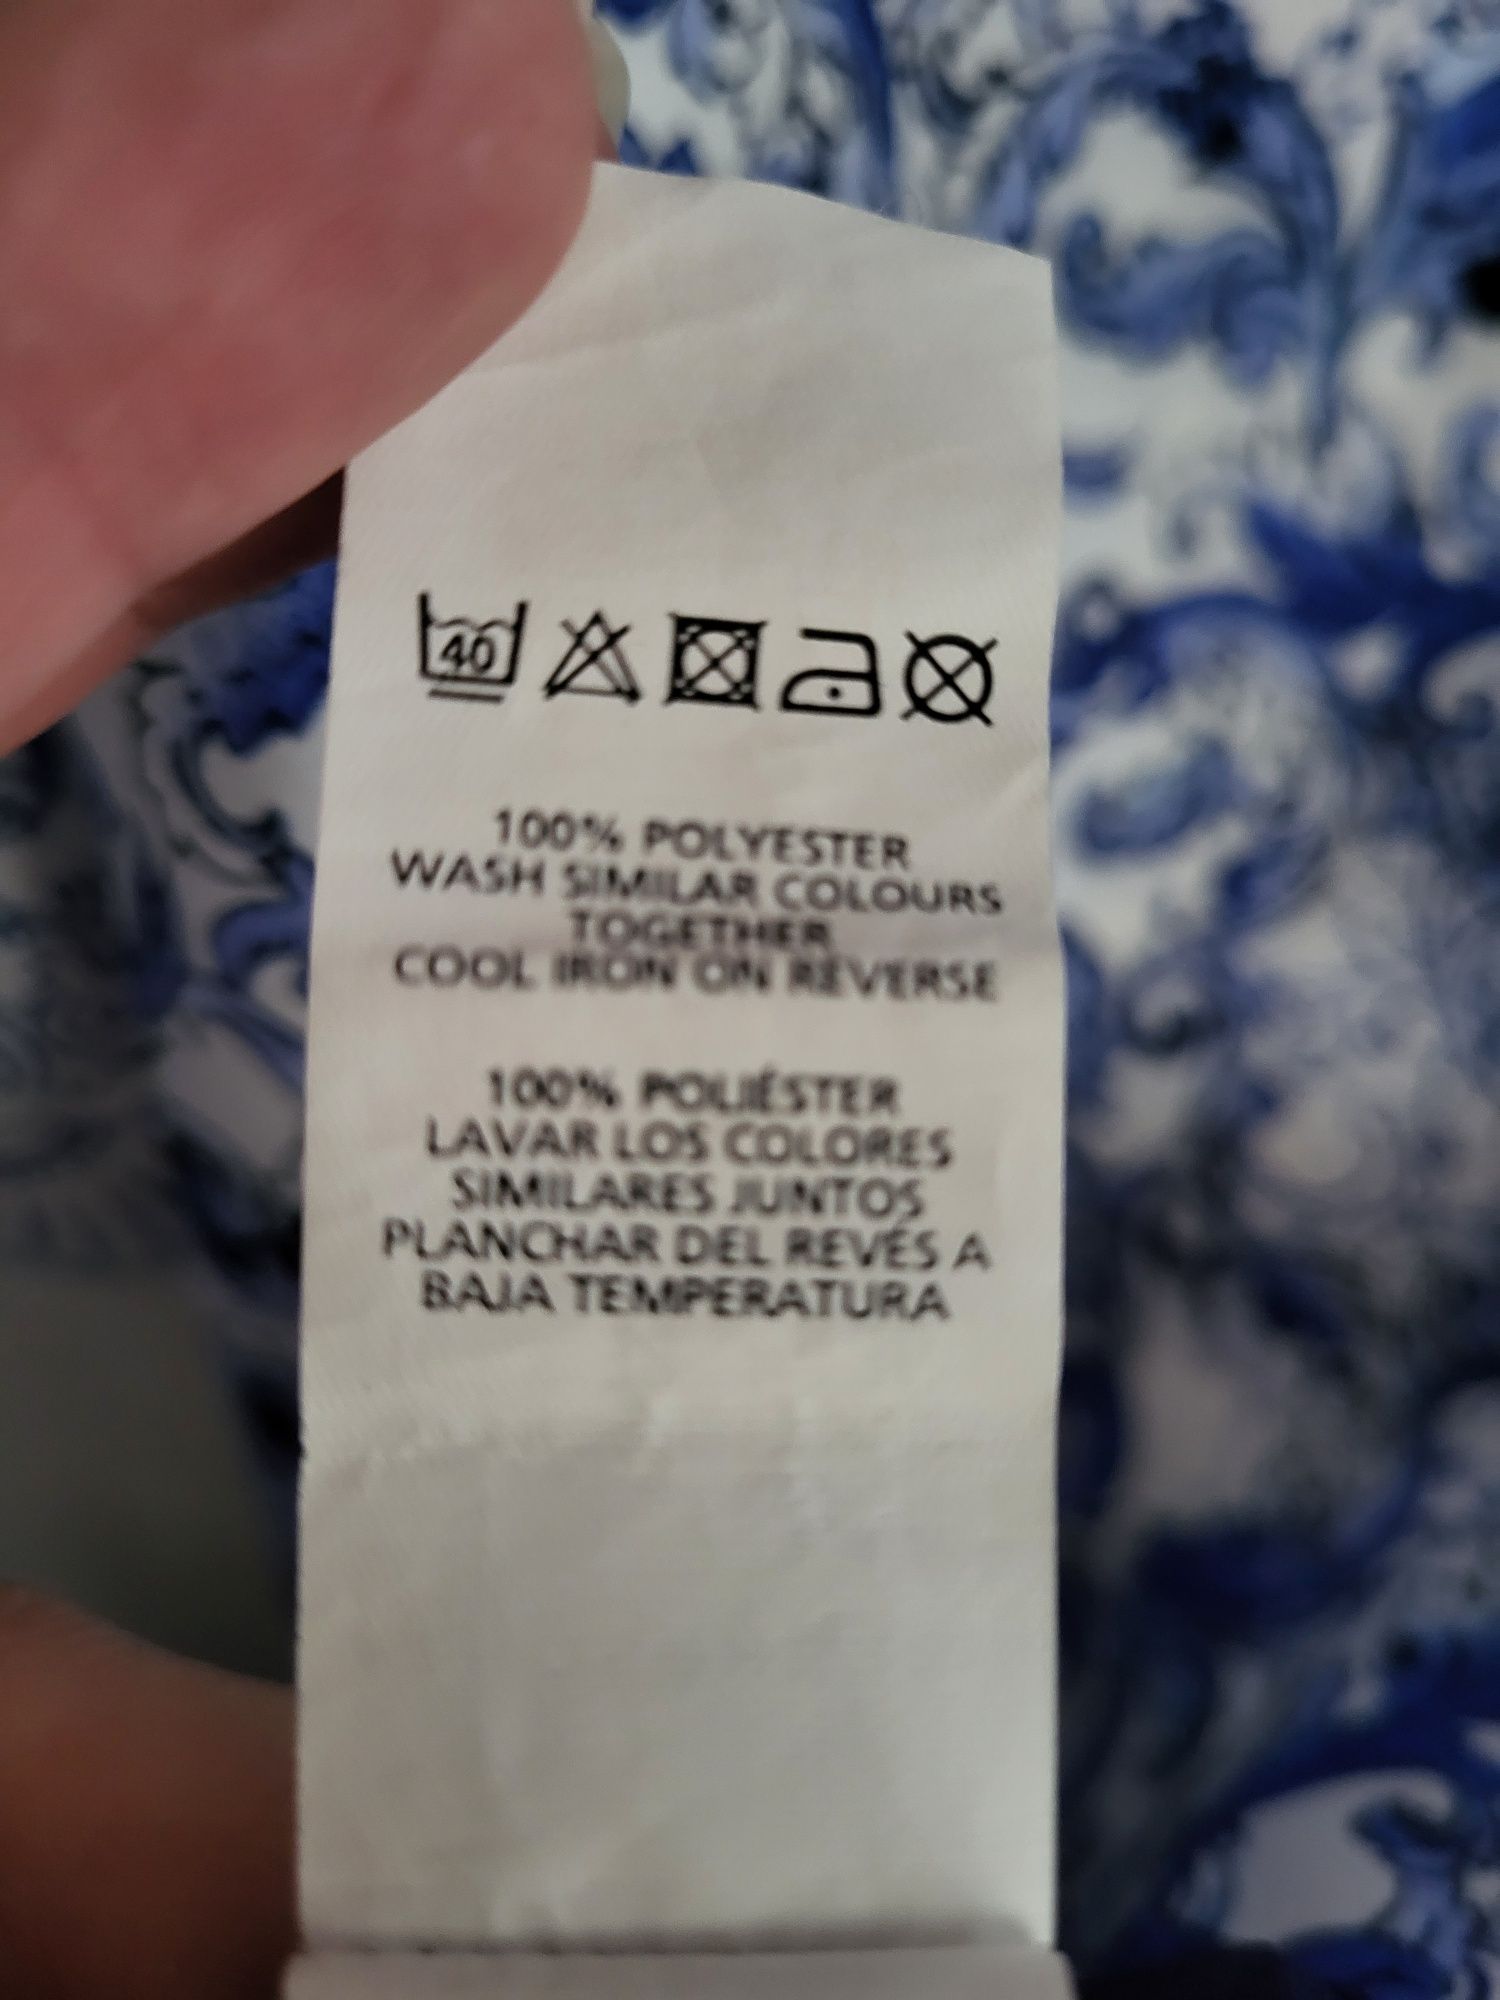 40
100% POLYESTER
WASH SIMILAR COLOURS
TOGETHER
COOL IRON ON REVERSE
100% POLIÉSTER
LAVAR LOS COLORES
SIMILARES JUNTOS
PLANCHAR DEL REVÉS A
BAJA TEMPERATURA